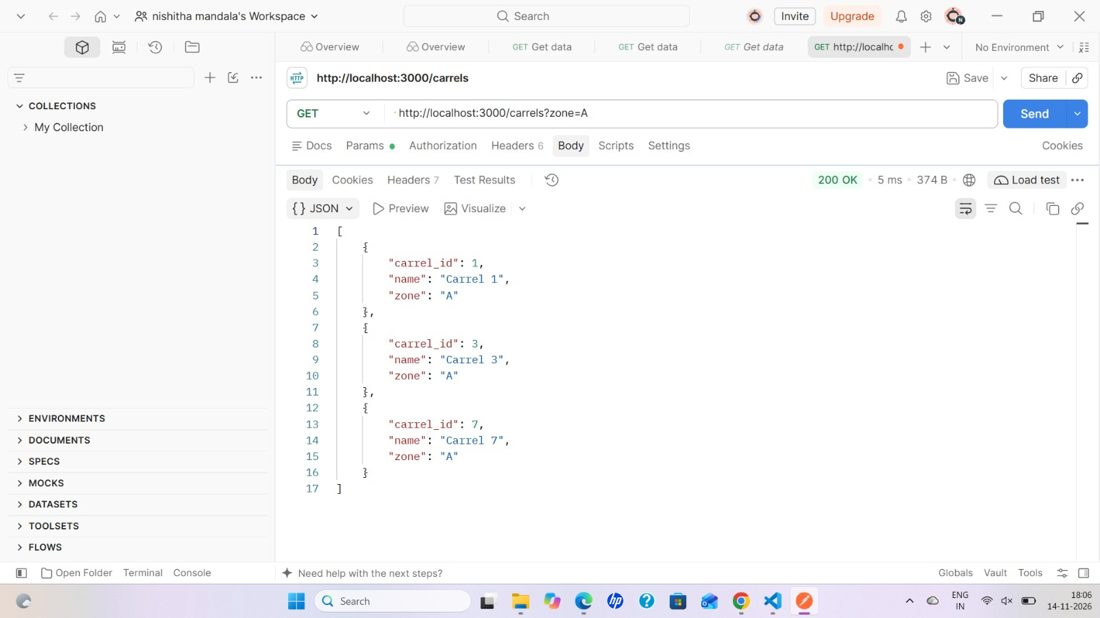 nishitha mandala's Workspace
Search
Invite
Upgrade
Overview
Overview
GET Get data
GET Get data
GET Get data
GET http://localhc
No Environment
HTTP http://localhost:3000/carrels
Save
Share
COLLECTIONS
My Collection
GET http://localhost:3000/carrels?zone=A
Send
Docs Params Authorization Headers 6 Body Scripts Settings
Cookies
Body Cookies Headers 7 Test Results
200 OK • 5 ms • 374 B
Load test
{} JSON Preview Visualize
1 [
2 {
3 "carrel_id": 1,
4 "name": "Carrel 1",
5 "zone": "A"
6 },
7 {
8 "carrel_id": 3,
9 "name": "Carrel 3",
10 "zone": "A"
11 },
12 {
13 "carrel_id": 7,
14 "name": "Carrel 7",
15 "zone": "A"
16 }
17 ]
ENVIRONMENTS
DOCUMENTS
SPECS
MOCKS
DATASETS
TOOLSETS
FLOWS
Open Folder Terminal Console
Need help with the next steps?
Globals Vault Tools
Search
ENG
IN
18:06
14-11-2026